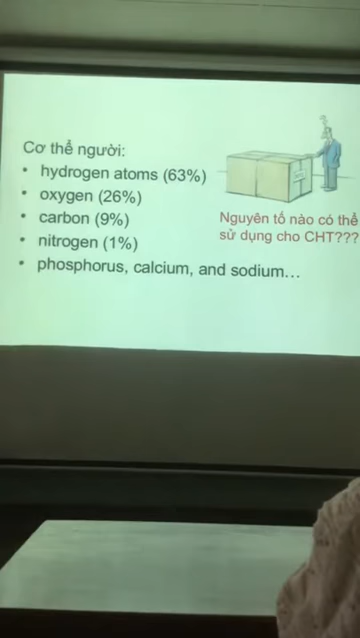 Cơ thể người:
• hydrogen atoms (63%)
• oxygen (26%)
• carbon (9%)
• nitrogen (1%)
• phosphorus, calcium, and sodium...
Nguyên tố nào có thể
sử dụng cho CHT???